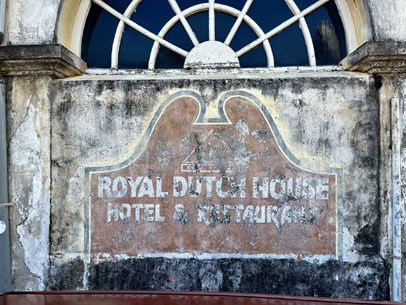 ROYAL DUTCH HOUSE
HOTEL & RESTAURANT